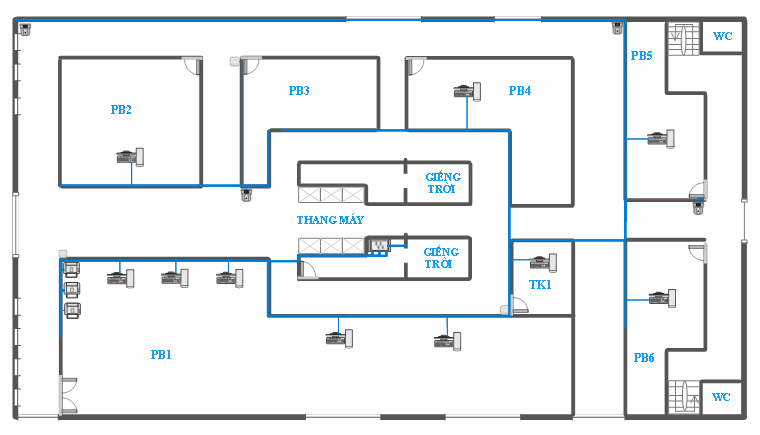 WC
PB5
PB2
PB3
PB4
GIẾNG
TRỜI
THANG MÁY
GIẾNG
TRỜI
TK1
PB1
PB6
WC